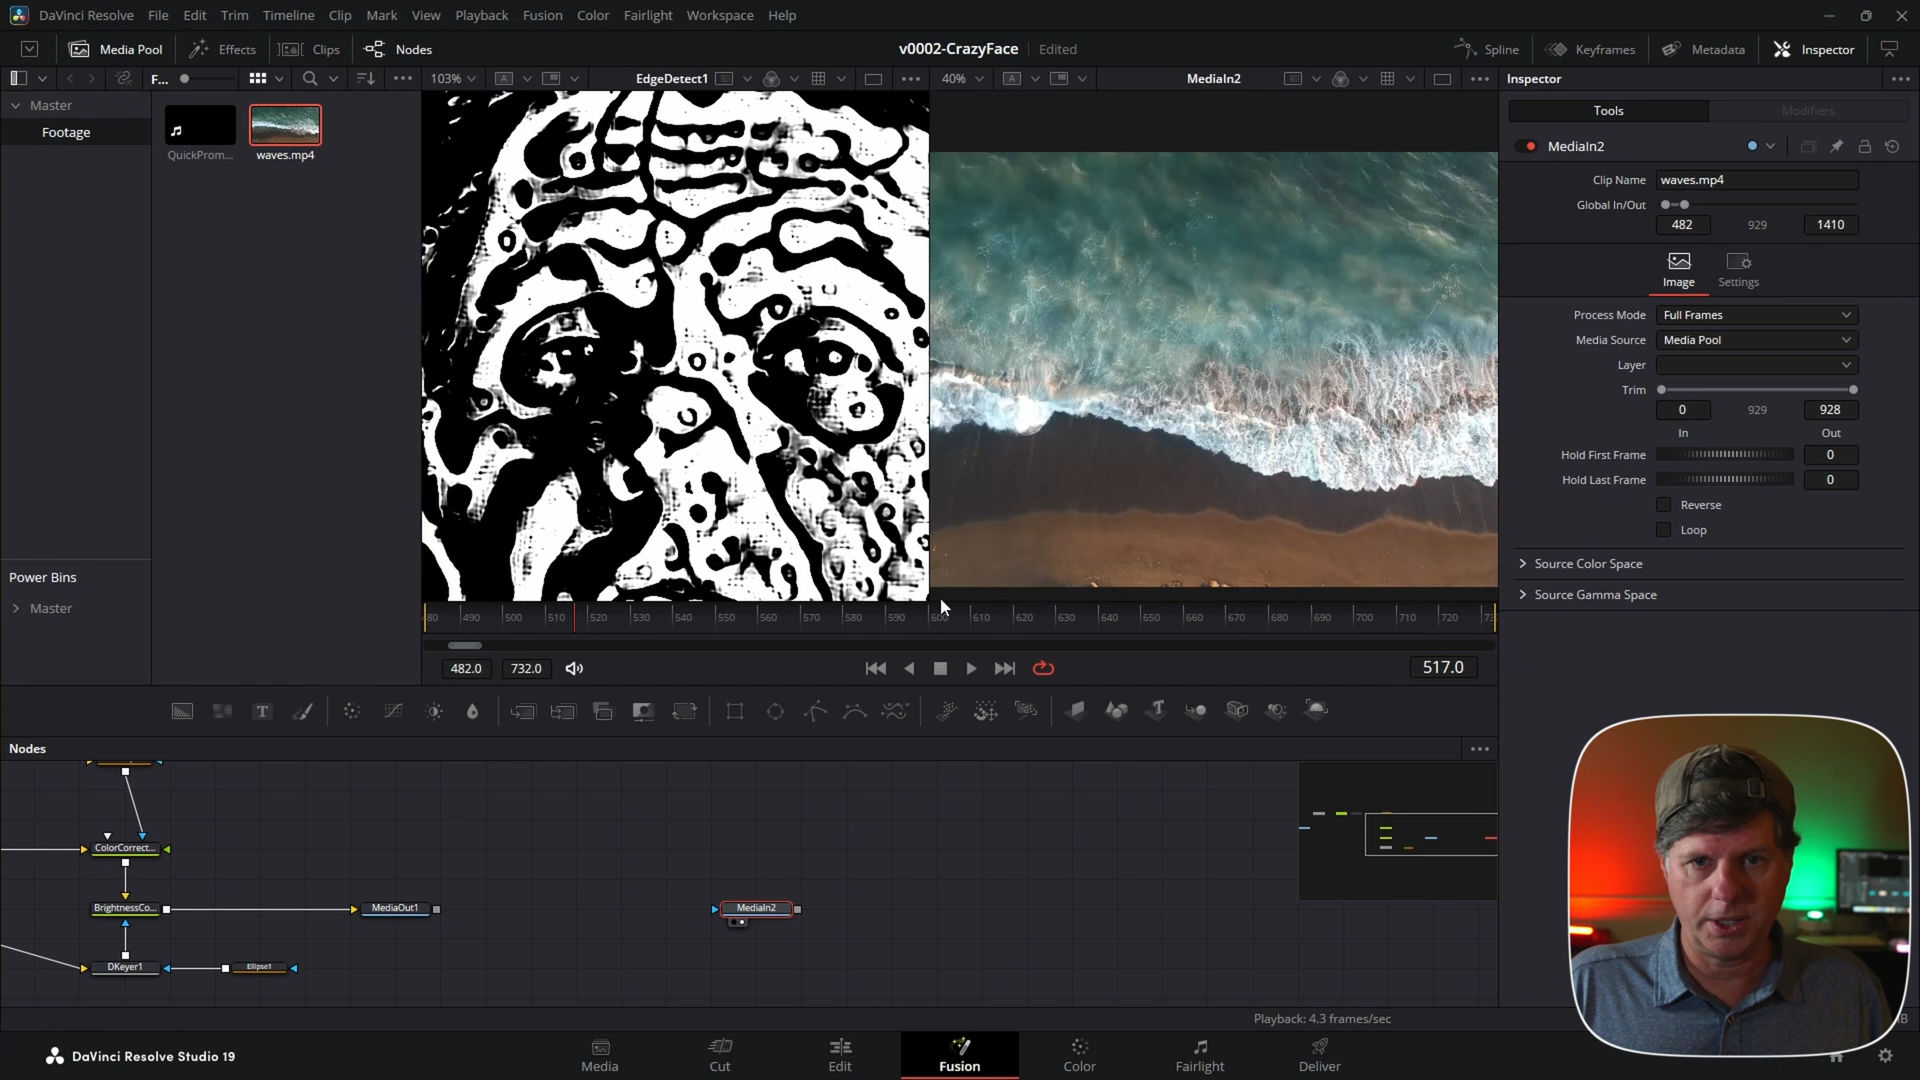 DaVinci Resolve File Edit Trim Timeline Clip Mark View Playback Fusion Color Fairlight Workspace Help
Media Pool Effects Clips Nodes v0002-CrazyFace Edited Spline Keyframes Metadata Inspector
F... 103% A EdgeDetect1 40% A MediaIn2 Inspector
Master
Footage
QuickProm... waves.mp4
Tools Modifiers
MediaIn2
Clip Name waves.mp4
Global In/Out
482 929 1410
Image Settings
Process Mode Full Frames
Media Source Media Pool
Layer
Trim
0 929 928
In Out
Hold First Frame 0
Hold Last Frame 0
Reverse
Loop
Source Color Space
Source Gamma Space
Power Bins
Master
80 490 500 510 520 530 540 550 560 570 580 590 600 610 620 630 640 650 660 670 680 690 700 710 720
482.0 732.0 517.0
T
Nodes
ColorCorrect...
BrightnessCo... MediaOut1 MediaIn2
DKeyer1 Ellipse1
Playback: 4.3 frames/sec
DaVinci Resolve Studio 19
Media Cut Edit Fusion Color Fairlight Deliver